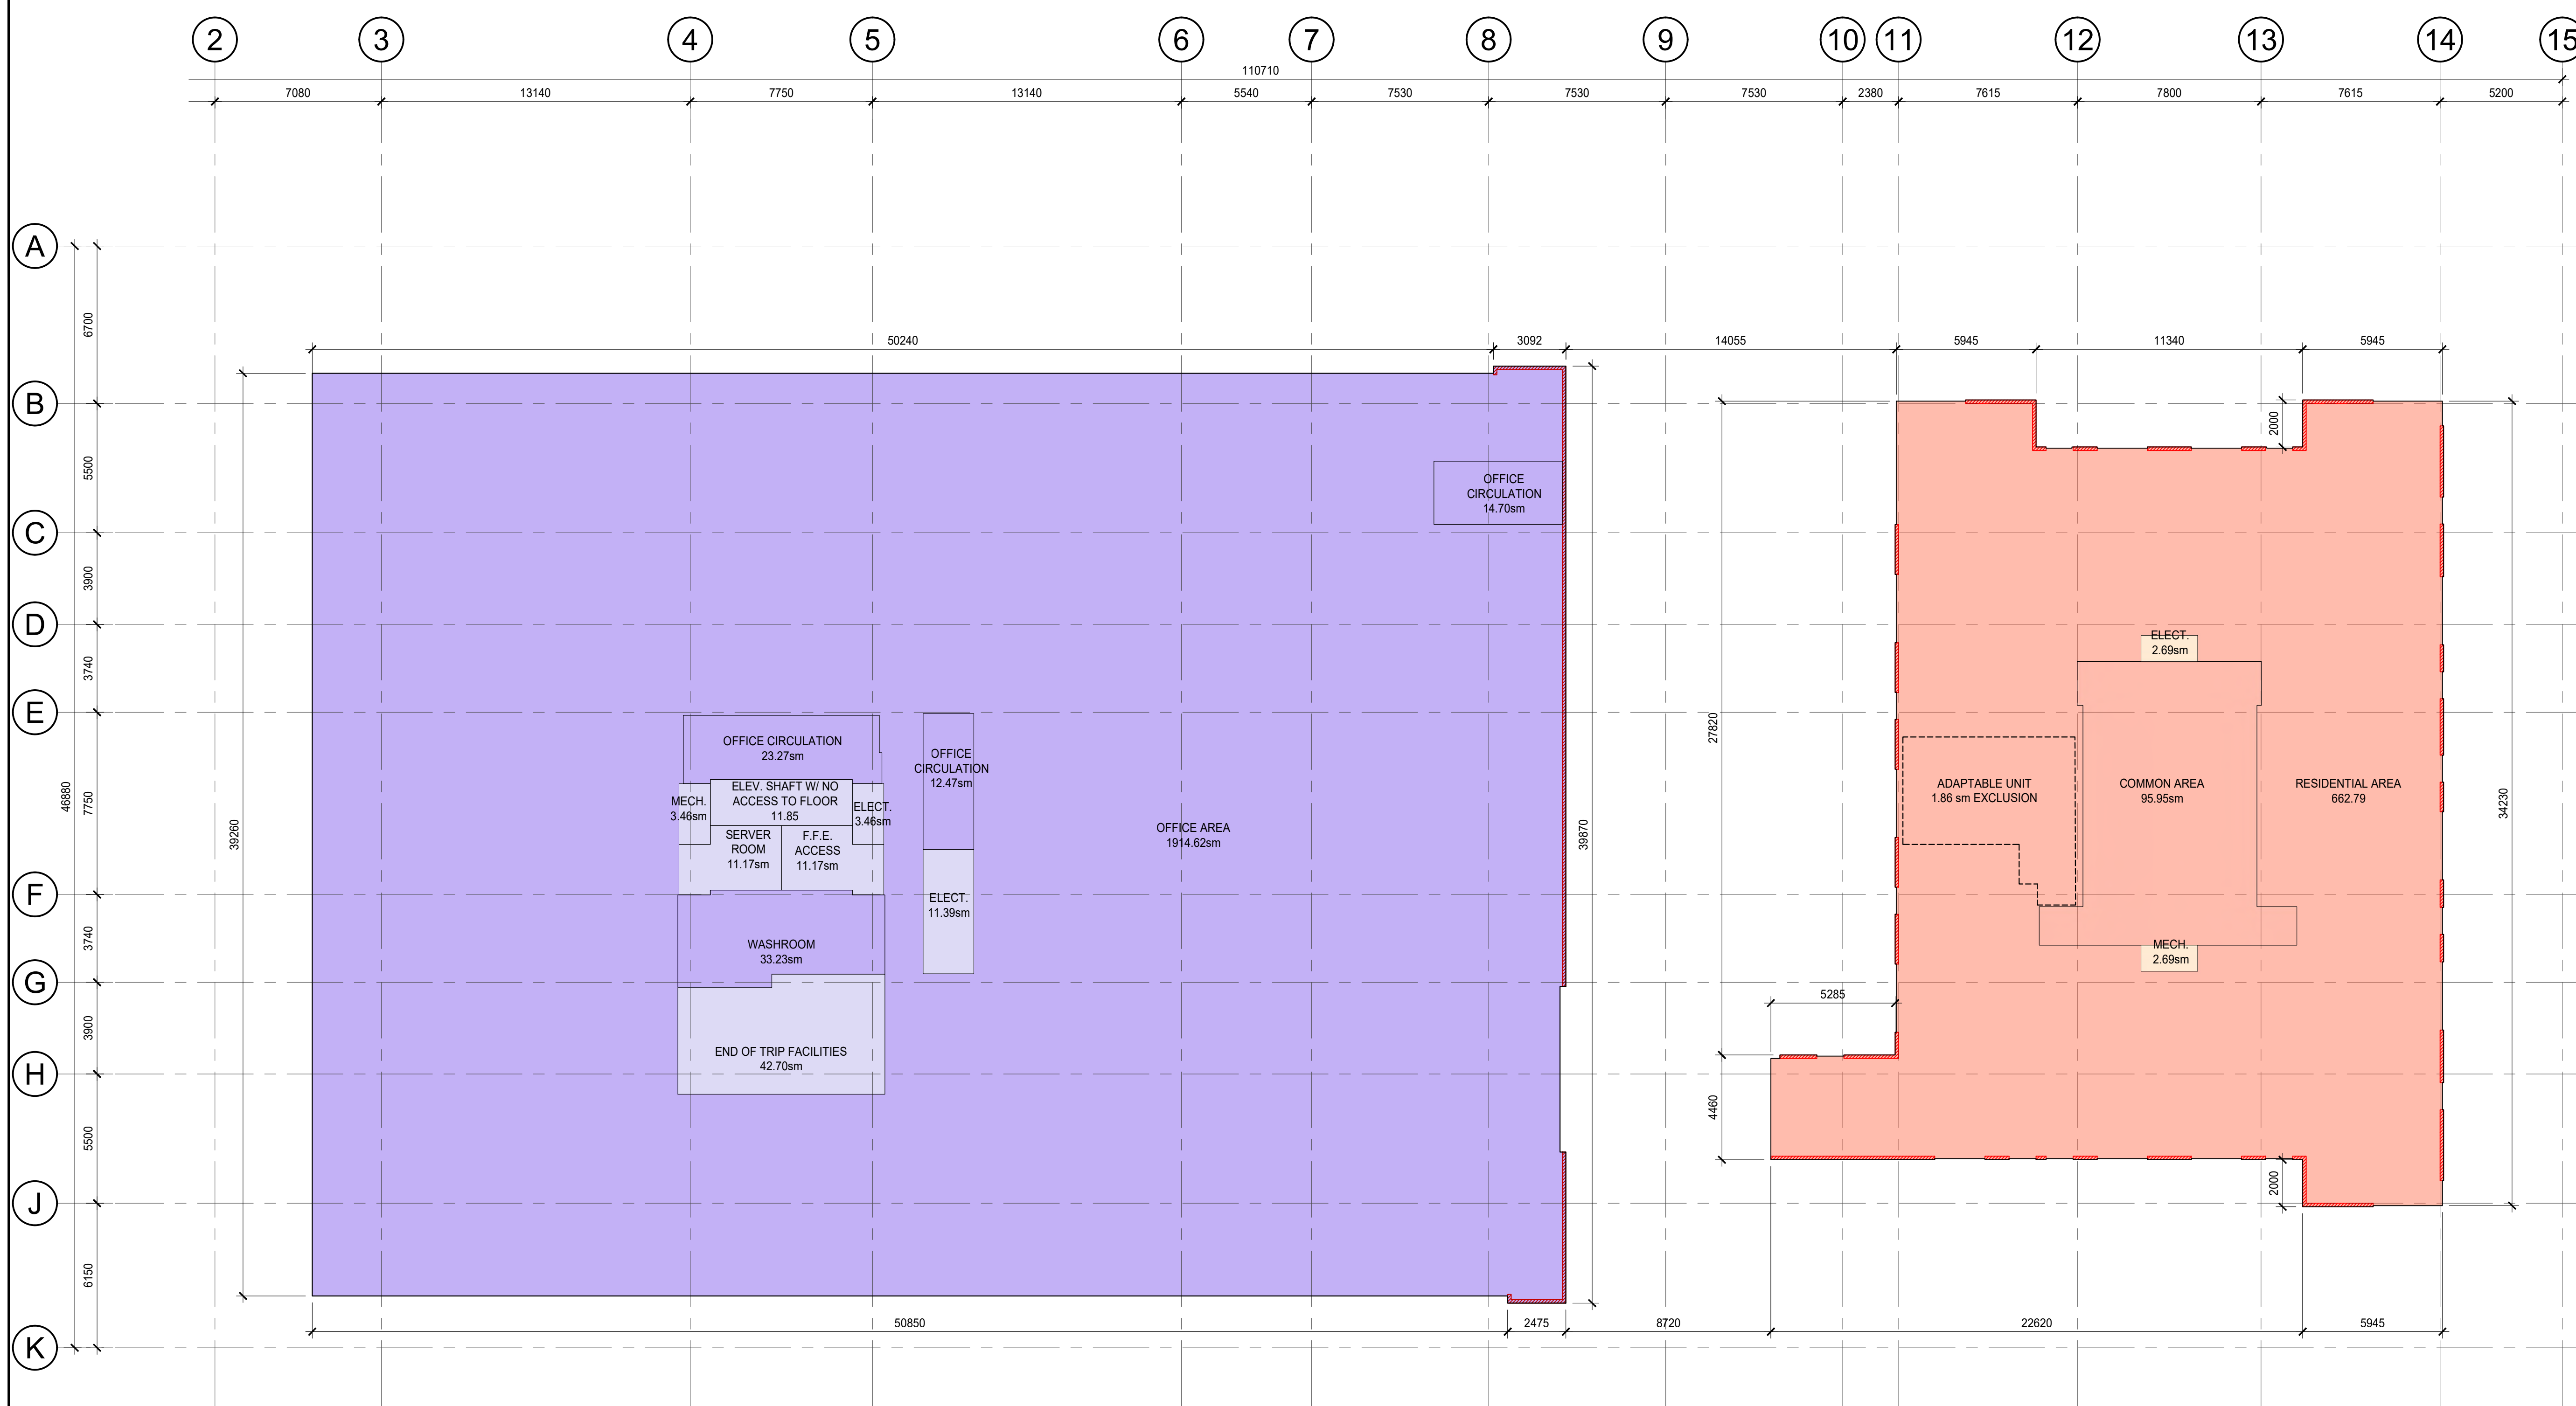 2 3 4 5 6 7 8 9 10 11 12 13 14 15
110710
7080 13140 7750 13140 5540 7530 7530 7530 2380 7615 7800 7615 5200
A
B
C
D
E
F
G
H
J
K
46880
6700
5500
3900
3740
7750
3740
3900
5500
6150
50240 3092 14055 5945 11340 5945
39260
39870
27820
4460
5285
2000
2000
34230
OFFICE
CIRCULATION
14.70sm
OFFICE CIRCULATION
23.27sm
ELEV. SHAFT W/ NO
ACCESS TO FLOOR
11.85
MECH.
3.46sm
ELECT.
3.46sm
SERVER
ROOM
11.17sm
F.F.E.
ACCESS
11.17sm
WASHROOM
33.23sm
END OF TRIP FACILITIES
42.70sm
OFFICE
CIRCULATION
12.47sm
ELECT.
11.39sm
OFFICE AREA
1914.62sm
ELECT.
2.69sm
ADAPTABLE UNIT
1.86 sm EXCLUSION
COMMON AREA
95.95sm
RESIDENTIAL AREA
662.79
MECH.
2.69sm
50850 2475 8720 22620 5945